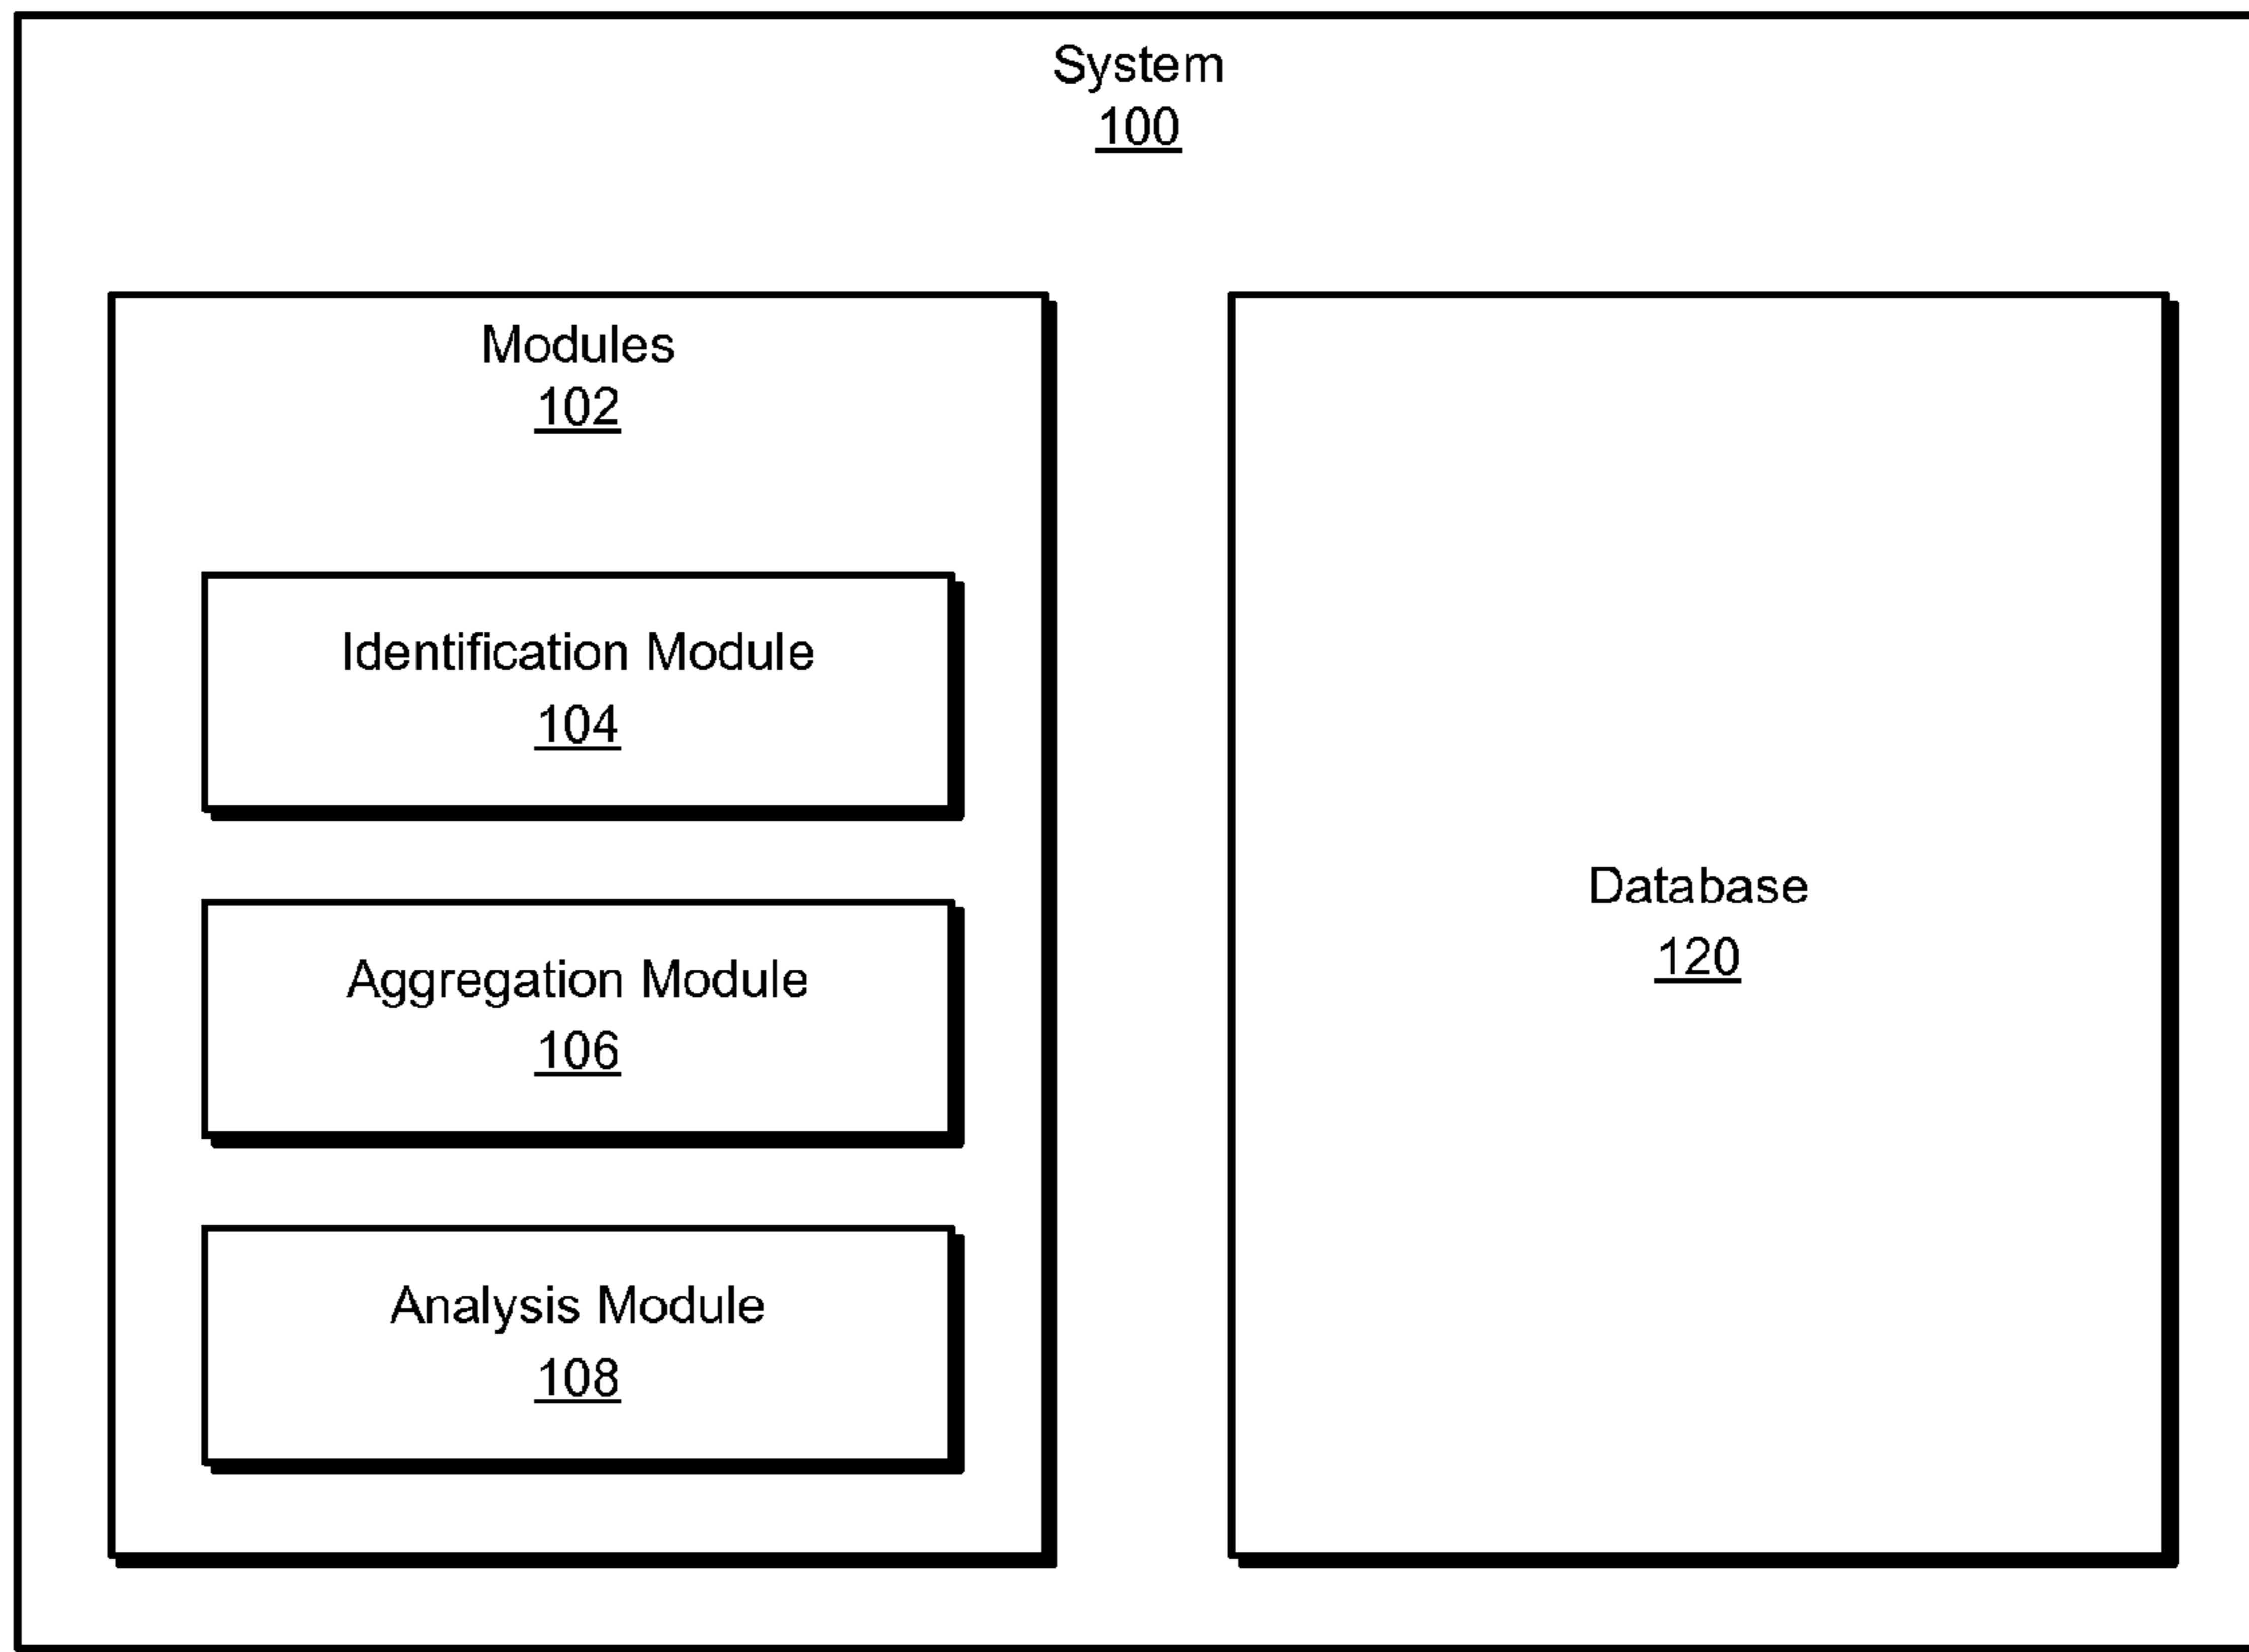 System
100
Modules
102
Identification Module
104
Aggregation Module
106
Analysis Module
108
Database
120